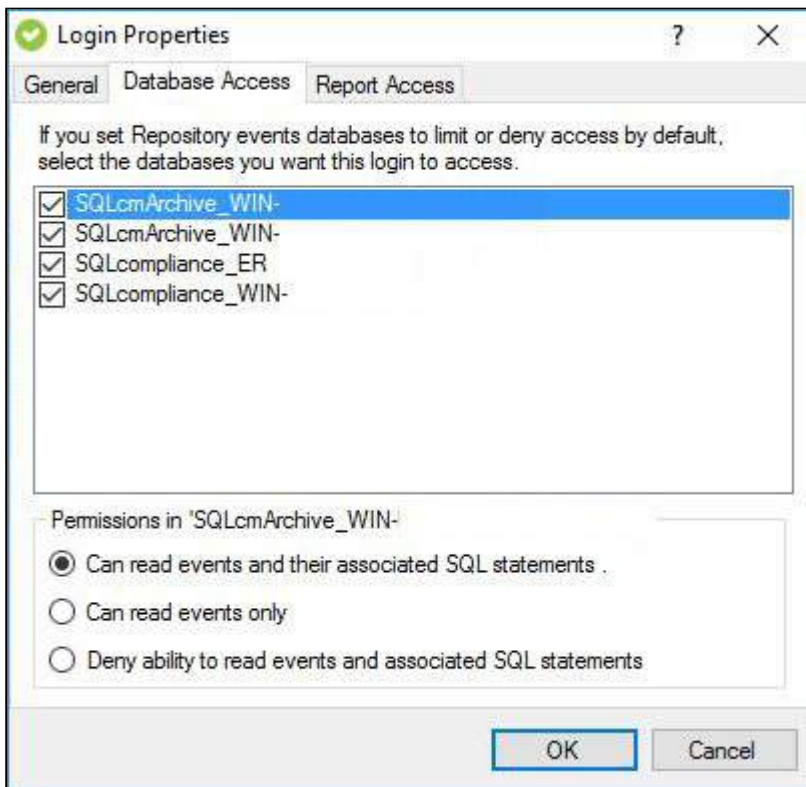 Login Properties
?
General Database Access Report Access
If you set Repository events databases to limit or deny access by default,
select the databases you want this login to access.
SQLcmArchive_WIN-
SQLcmArchive_WIN-
SQLcompliance_ER
SQLcompliance_WIN-
Permissions in 'SQLcmArchive_WIN-
Can read events and their associated SQL statements .
Can read events only
Deny ability to read events and associated SQL statements
OK Cancel